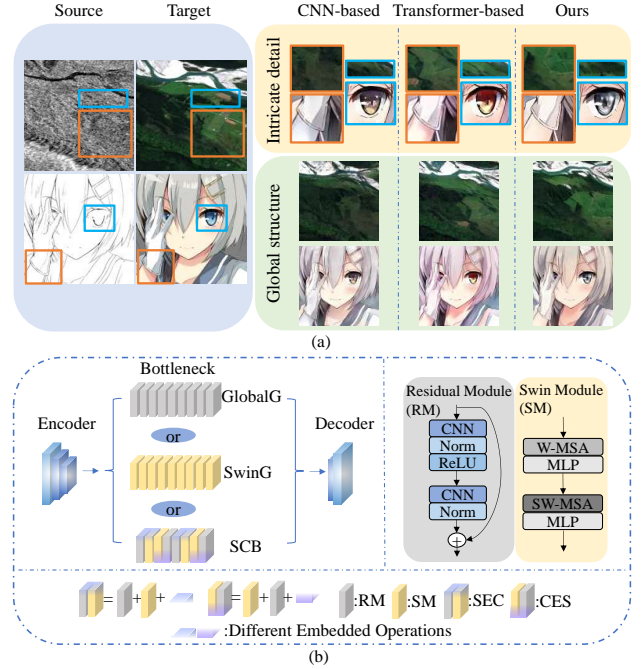 Source
Target
CNN-based
Transformer-based
Ours
Intricate detail
Global structure
(a)
Bottleneck
GlobalG
Encoder
or
SwinG
or
SCB
Decoder
Residual Module
(RM)
CNN
Norm
ReLU
CNN
Norm
+
Swin Module
(SM)
W-MSA
MLP
SW-MSA
MLP
= + +
= + +
:RM
:SM
:SEC
:CES
:Different Embedded Operations
(b)